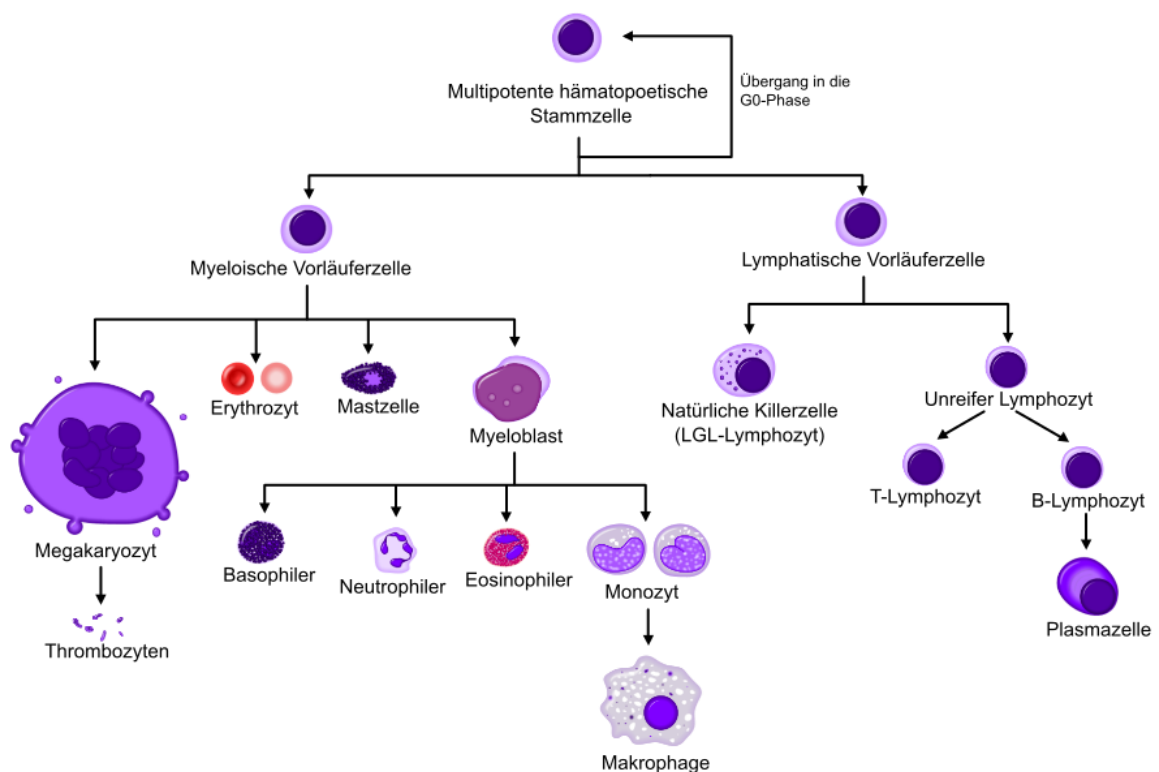 Multipotente hämatopoetische
Stammzelle
Übergang in die
G0-Phase
Myeloische Vorläuferzelle
Lymphatische Vorläuferzelle
Erythrozyt
Mastzelle
Myeloblast
Natürliche Killerzelle
(LGL-Lymphozyt)
Unreifer Lymphozyt
T-Lymphozyt
B-Lymphozyt
Megakaryozyt
Basophiler
Neutrophiler
Eosinophiler
Monozyt
Plasmazelle
Thrombozyten
Makrophage